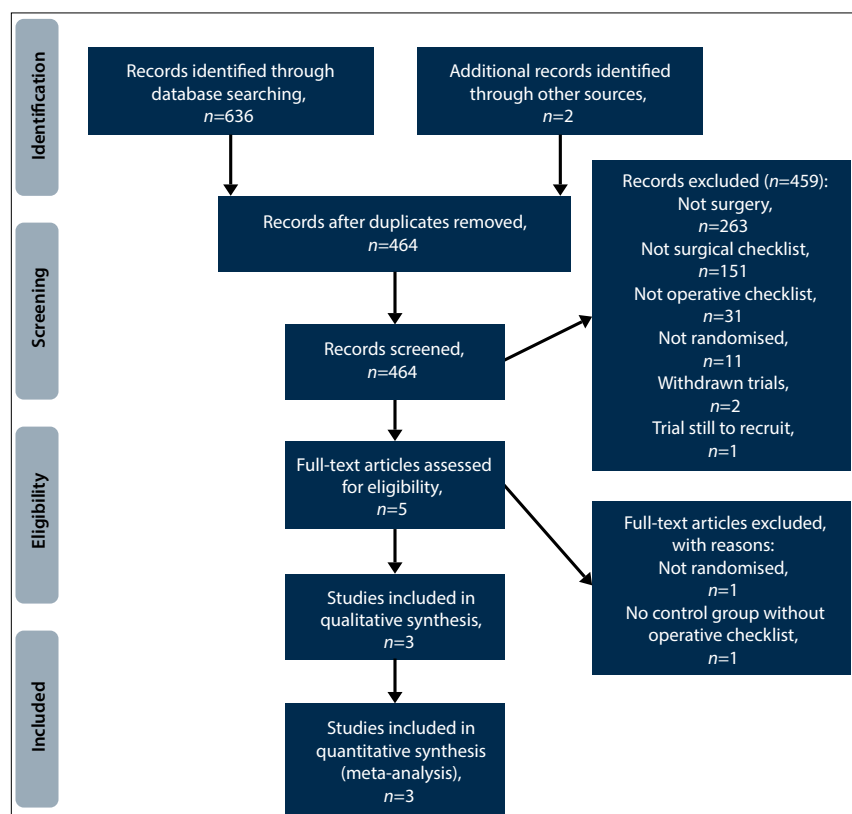 Identification
Records identified through
database searching,
n=636
Additional records identified
through other sources,
n=2
Records after duplicates removed,
n=464
Screening
Records screened,
n=464
Records excluded (n=459):
Not surgery,
n=263
Not surgical checklist,
n=151
Not operative checklist,
n=31
Not randomised,
n=11
Withdrawn trials,
n=2
Trial still to recruit,
n=1
Eligibility
Full-text articles assessed
for eligibility,
n=5
Full-text articles excluded,
with reasons:
Not randomised,
n=1
No control group without
operative checklist,
n=1
Studies included in
qualitative synthesis,
n=3
Included
Studies included in
quantitative synthesis
(meta-analysis),
n=3